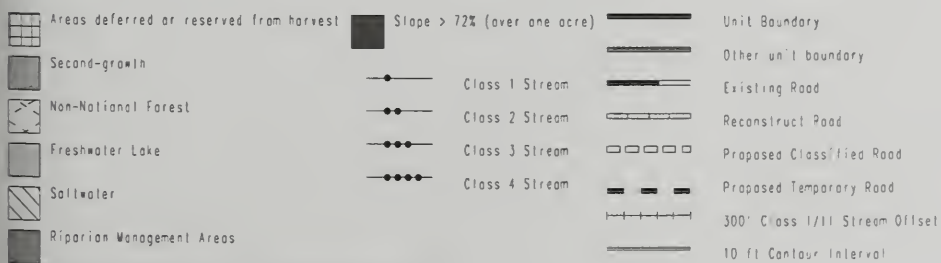 Areas deferred or reserved from harvest
Second-growth
Non-National Forest
Freshwater Lake
Saltwater
Riparian Management Areas
Slope > 72% (over one acre)
Class 1 Stream
Class 2 Stream
Class 3 Stream
Class 4 Stream
Unit Boundary
Other unit boundary
Existing Road
Reconstruct Road
Proposed Classified Road
Proposed Temporary Road
300' Class I/II Stream Offset
10 ft Contour Interval